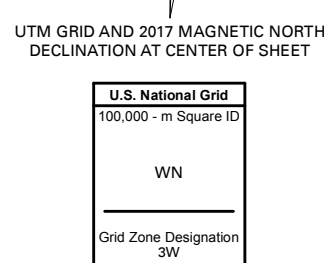 UTM GRID AND 2017 MAGNETIC NORTH
DECLINATION AT CENTER OF SHEET
U.S. National Grid
100,000 - m Square ID
WN
Grid Zone Designation
3W